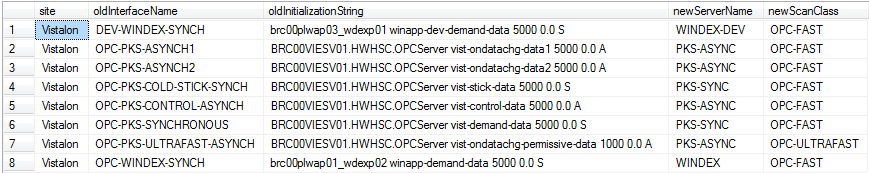 site oldInterfaceName oldInitializationString newServerName newScanClass
1 Vistalon DEV-WINDEX-SYNCH brc00plwap03_wdexp01 winapp-dev-demand-data 5000 0.0 S WINDEX-DEV OPC-FAST
2 Vistalon OPC-PKS-ASYNCH1 BRC00VIESV01.HWHSC.OPCServer vist-ondatachg-data1 5000 0.0 A PKS-ASYNC OPC-FAST
3 Vistalon OPC-PKS-ASYNCH2 BRC00VIESV01.HWHSC.OPCServer vist-ondatachg-data2 5000 0.0 A PKS-ASYNC OPC-FAST
4 Vistalon OPC-PKS-COLD-STICK-SYNCH BRC00VIESV01.HWHSC.OPCServer vist-stick-data 5000 0.0 S PKS-SYNC OPC-FAST
5 Vistalon OPC-PKS-CONTROL-ASYNCH BRC00VIESV01.HWHSC.OPCServer vist-control-data 5000 0.0 A PKS-ASYNC OPC-FAST
6 Vistalon OPC-PKS-SYNCHRONOUS BRC00VIESV01.HWHSC.OPCServer vist-demand-data 5000 0.0 S PKS-SYNC OPC-FAST
7 Vistalon OPC-PKS-ULTRAFAST-ASYNCH BRC00VIESV01.HWHSC.OPCServer vist-ondatachg-permissive-data 1000 0.0 A PKS-ASYNC OPC-ULTRAFAST
8 Vistalon OPC-WINDEX-SYNCH brc00plwap01_wdexp02 winapp-demand-data 5000 0.0 S WINDEX OPC-FAST